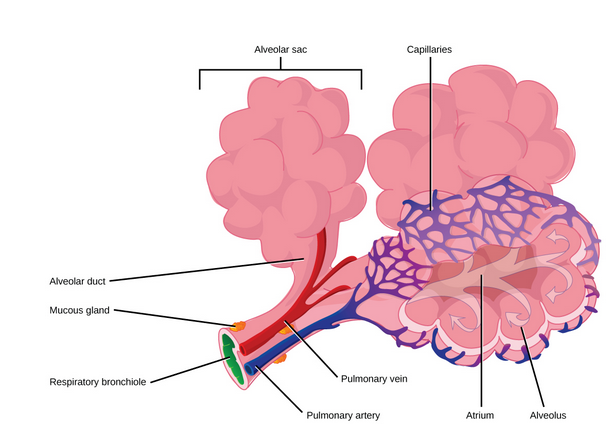 Alveolar sac
Capillaries
Alveolar duct
Mucous gland
Respiratory bronchiole
Pulmonary vein
Pulmonary artery
Atrium
Alveolus